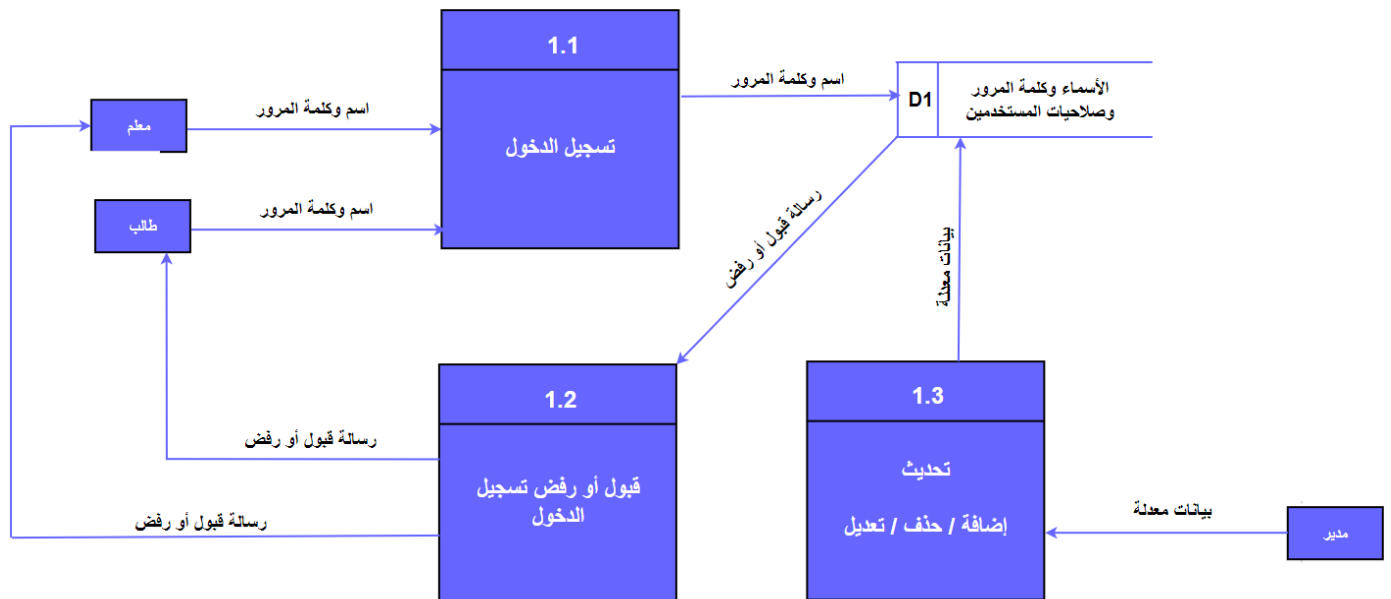 1.1
تسجيل الدخول
اسم وكلمة المرور
D1
الأسماء وكلمة المرور
وصلاحيات المستخدمين
معلم
اسم وكلمة المرور
طالب
اسم وكلمة المرور
رسالة قبول أو رفض
بيانات معدلة
1.2
قبول أو رفض تسجيل
الدخول
رسالة قبول أو رفض
رسالة قبول أو رفض
1.3
تحديث
إضافة / حذف / تعديل
بيانات معدلة
مدير